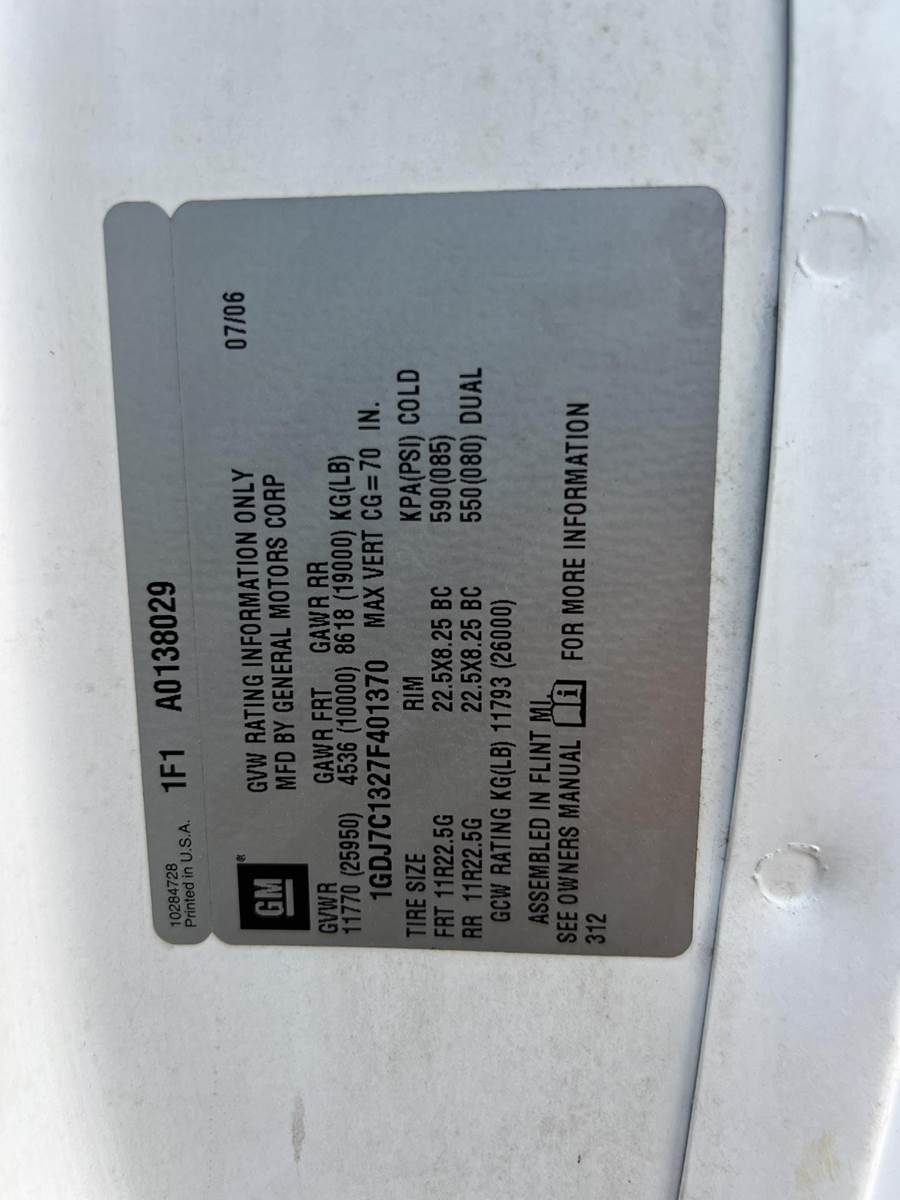 10284728
Printed in U.S.A.
1F1 A0138029
GM®
GVW RATING INFORMATION ONLY 07/06
MFD BY GENERAL MOTORS CORP
GVWR GAWR FRT GAWR RR
11770 (25950) 4536 (10000) 8618 (19000) KG(LB)
1GDJ7C1327F401370 MAX VERT CG=70 IN.
TIRE SIZE RIM KPA(PSI) COLD
FRT 11R22.5G 22.5X8.25 BC 590(085)
RR 11R22.5G 22.5X8.25 BC 550(080) DUAL
GCW RATING KG(LB) 11793 (26000)
ASSEMBLED IN FLINT MI.
SEE OWNERS MANUAL FOR MORE INFORMATION
312